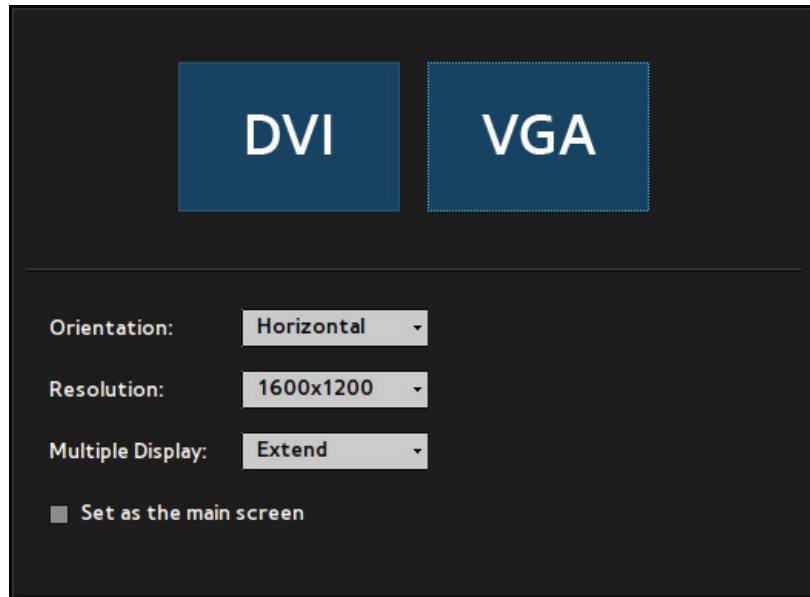 DVI VGA
Orientation: Horizontal
Resolution: 1600x1200
Multiple Display: Extend
Set as the main screen